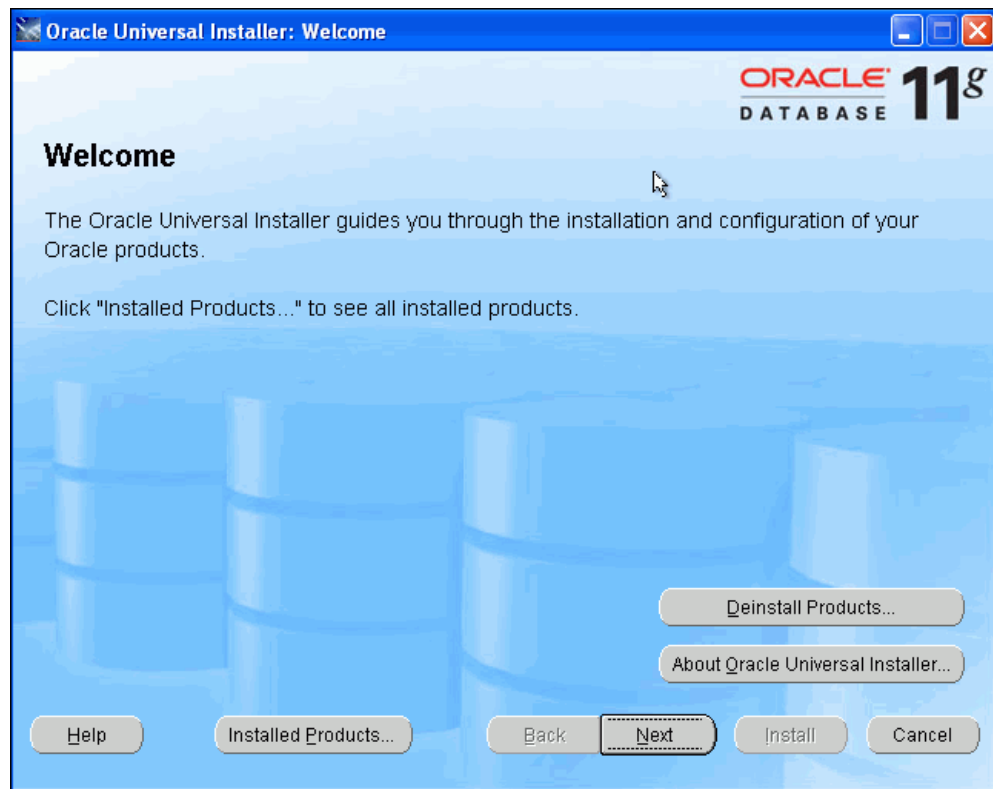 Oracle Universal Installer: Welcome
ORACLE 11g
DATABASE
Welcome
The Oracle Universal Installer guides you through the installation and configuration of your
Oracle products.
Click "Installed Products..." to see all installed products.
Deinstall Products...
About Oracle Universal Installer...
Help Installed Products... Back Next Install Cancel